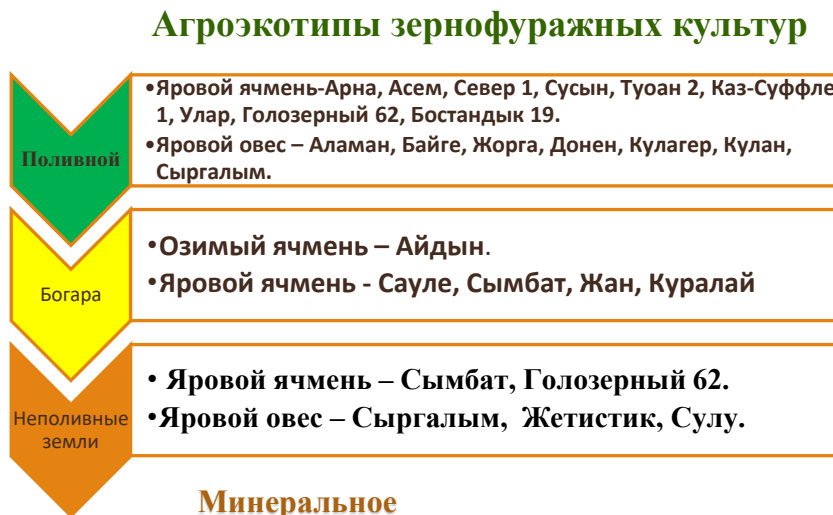 Агроэкотипы зернофуражных культур
Поливной
•Яровой ячмень-Арна, Асем, Север 1, Сусын, Туоан 2, Каз-Суффле
1, Улар, Голозерный 62, Бостандык 19.
•Яровой овес – Аламан, Байге, Жорга, Донен, Кулагер, Кулан,
Сыргалым.
Богара
•Озимый ячмень – Айдын.
•Яровой ячмень - Сауле, Сымбат, Жан, Куралай
Неполивные
земли
• Яровой ячмень – Сымбат, Голозерный 62.
•Яровой овес – Сыргалым, Жетистик, Сулу.
Минеральное